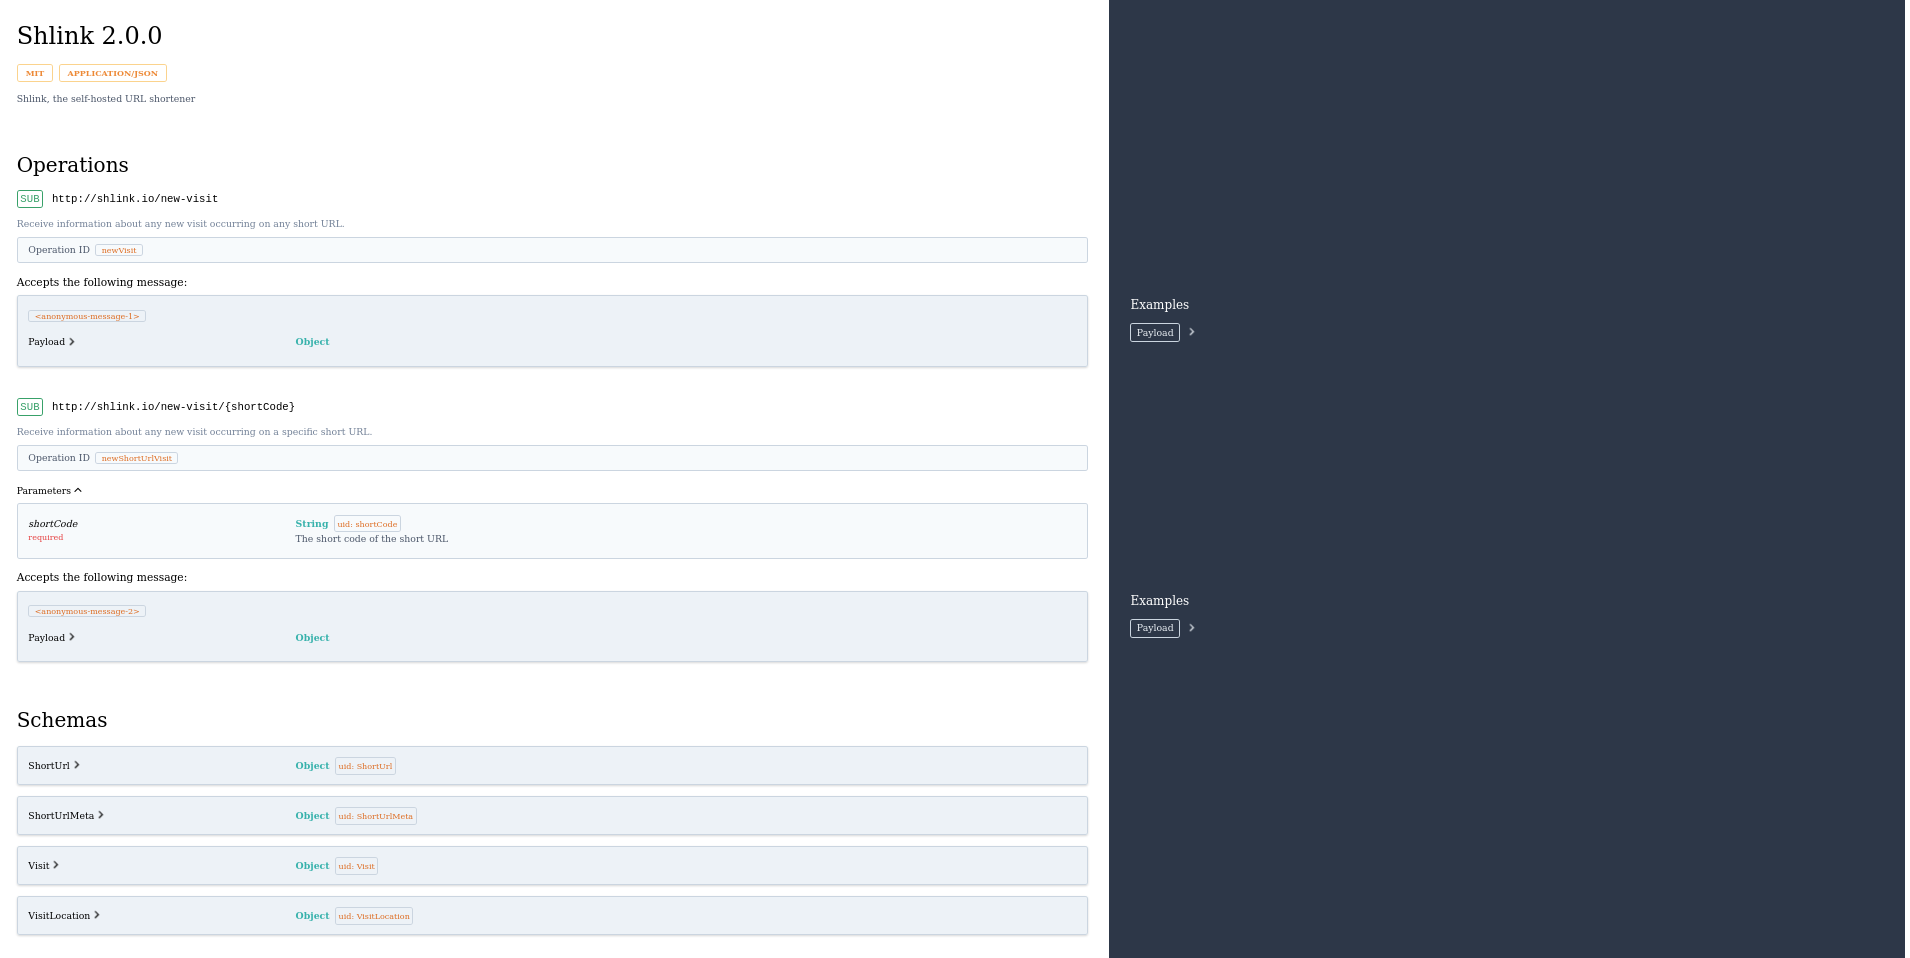 Shlink 2.0.0
MIT APPLICATION/JSON
Shlink, the self-hosted URL shortener
Operations
SUB http://shlink.io/new-visit
Receive information about any new visit occurring on any short URL.
Operation ID newVisit
Accepts the following message:
<anonymous-message-1>
Payload Object
Examples
Payload
SUB http://shlink.io/new-visit/{shortCode}
Receive information about any new visit occurring on a specific short URL.
Operation ID newShortUrlVisit
Parameters
shortCode String uid: shortCode
required The short code of the short URL
Accepts the following message:
<anonymous-message-2>
Payload Object
Examples
Payload
Schemas
ShortUrl Object uid: ShortUrl
ShortUrlMeta Object uid: ShortUrlMeta
Visit Object uid: Visit
VisitLocation Object uid: VisitLocation